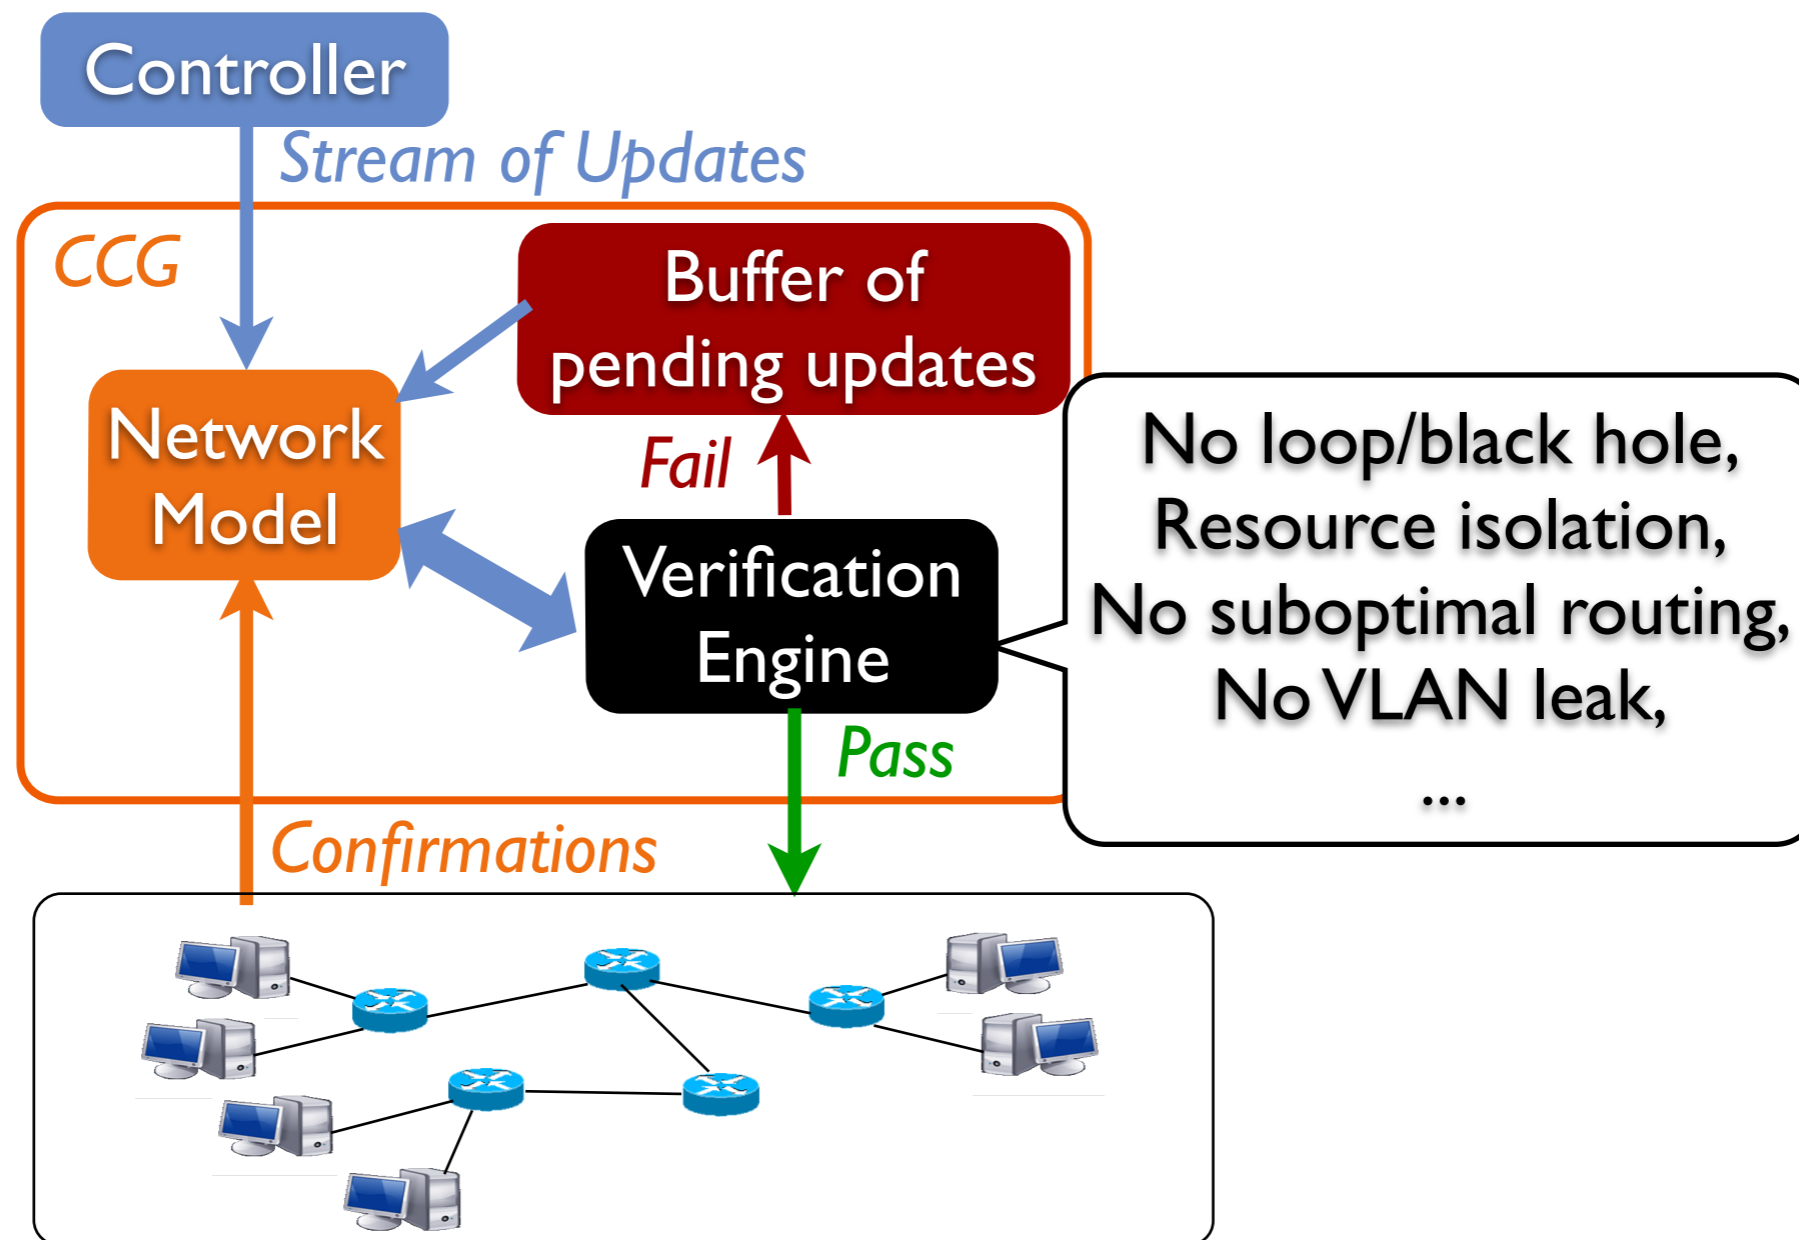 Controller
Stream of Updates
CCG
Buffer of
pending updates
Network
Model
Fail
Verification
Engine
No loop/black hole,
Resource isolation,
No suboptimal routing,
No VLAN leak,
...
Pass
Confirmations